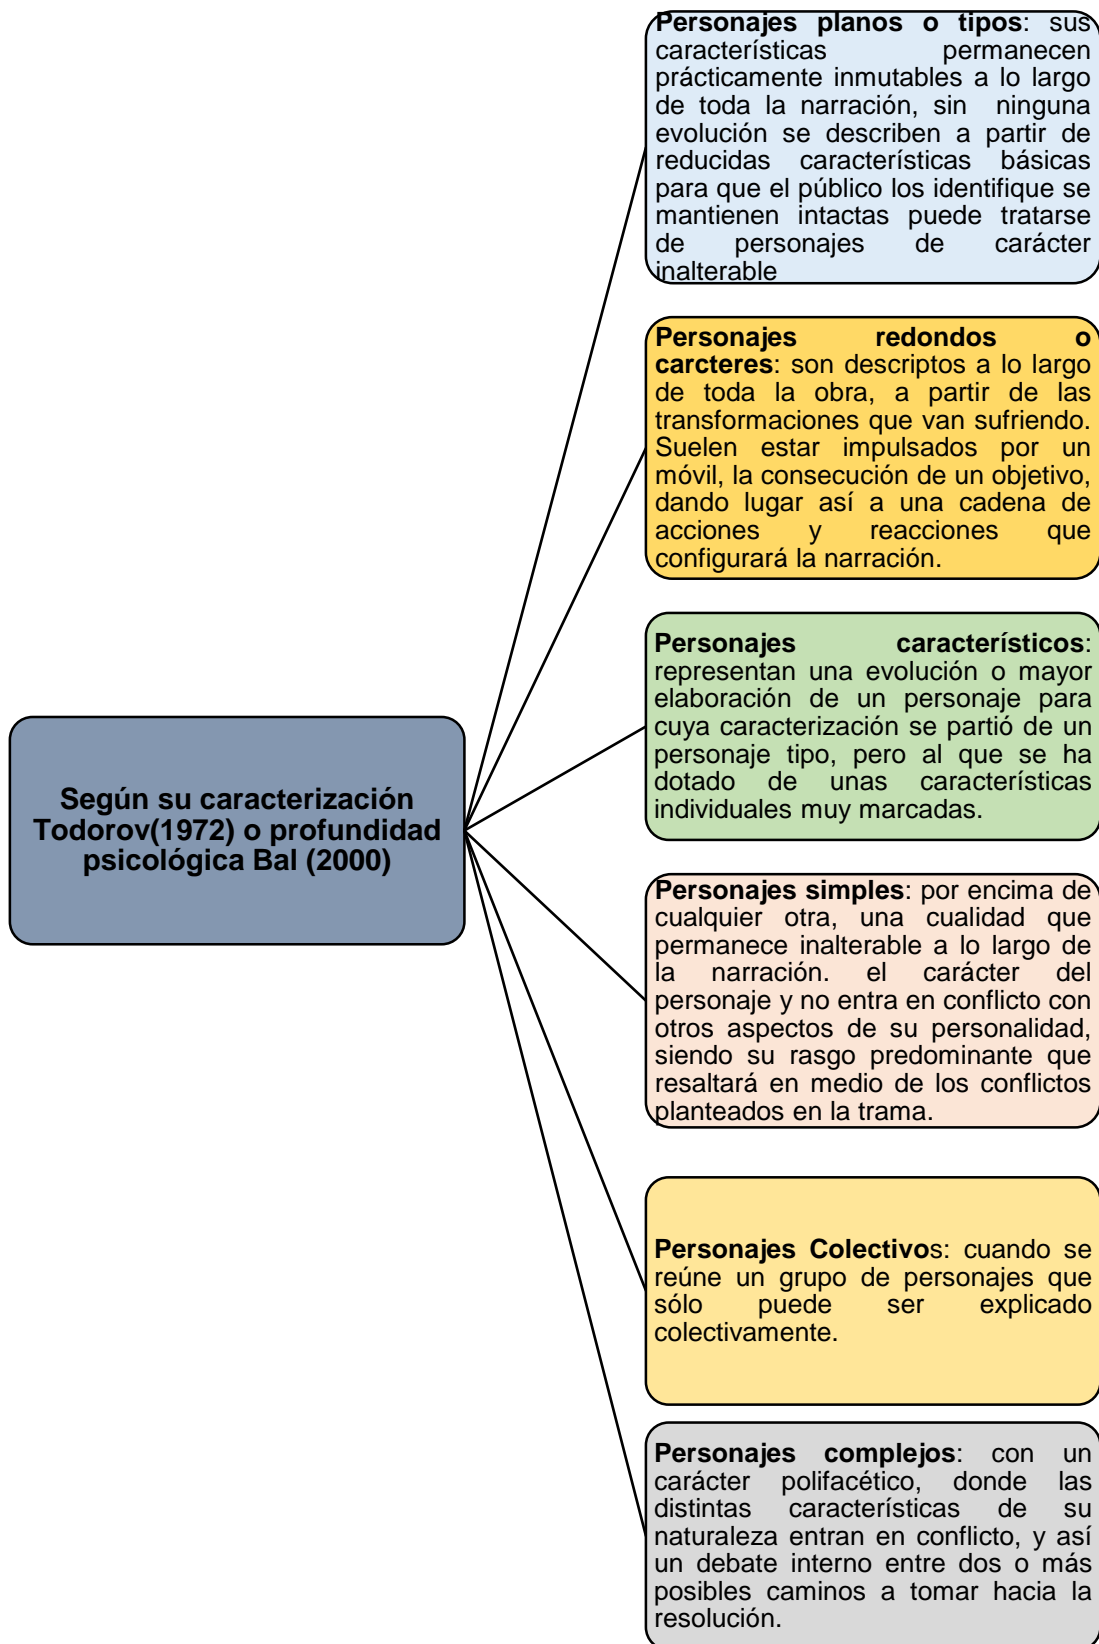 Personajes planos o tipos: sus
características permanecen
prácticamente inmutables a lo largo
de toda la narración, sin ninguna
evolución se describen a partir de
reducidas características básicas
para que el público los identifique se
mantienen intactas puede tratarse
de personajes de carácter
inalterable
Personajes redondos o
carcteres: son descriptos a lo largo
de toda la obra, a partir de las
transformaciones que van sufriendo.
Suelen estar impulsados por un
móvil, la consecución de un objetivo,
dando lugar así a una cadena de
acciones y reacciones que
configurará la narración.
Personajes característicos:
representan una evolución o mayor
elaboración de un personaje para
cuya caracterización se partió de un
personaje tipo, pero al que se ha
dotado de unas características
individuales muy marcadas.
Según su caracterización
Todorov(1972) o profundidad
psicológica Bal (2000)
Personajes simples: por encima de
cualquier otra, una cualidad que
permanece inalterable a lo largo de
la narración. el carácter del
personaje y no entra en conflicto con
otros aspectos de su personalidad,
siendo su rasgo predominante que
resaltará en medio de los conflictos
planteados en la trama.
Personajes Colectivos: cuando se
reúne un grupo de personajes que
sólo puede ser explicado
colectivamente.
Personajes complejos: con un
carácter polifacético, donde las
distintas características de su
naturaleza entran en conflicto, y así
un debate interno entre dos o más
posibles caminos a tomar hacia la
resolución.